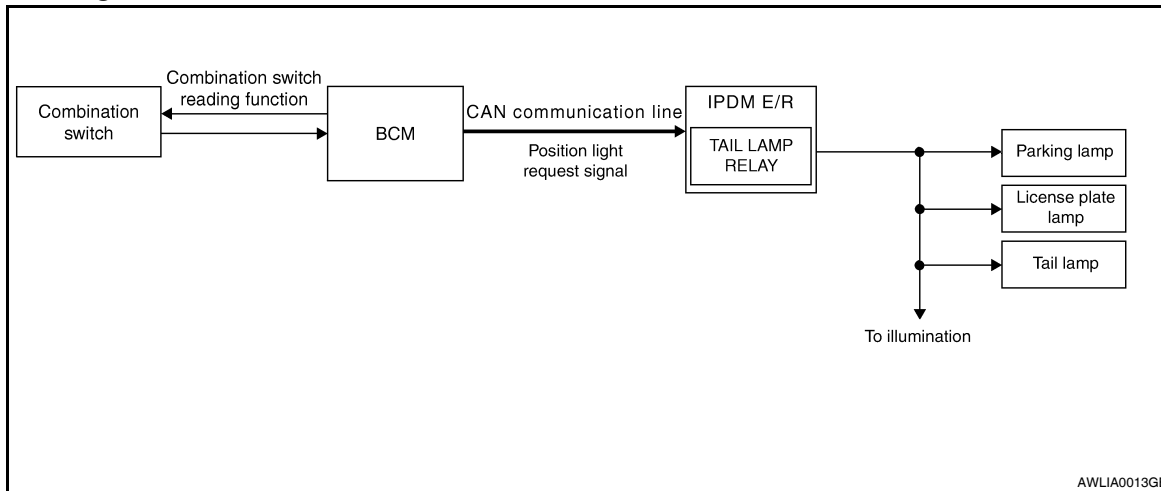 Combination switch
reading function
Combination
switch
BCM
CAN communication line
Position light
request signal
IPDM E/R
TAIL LAMP
RELAY
Parking lamp
License plate
lamp
Tail lamp
To illumination